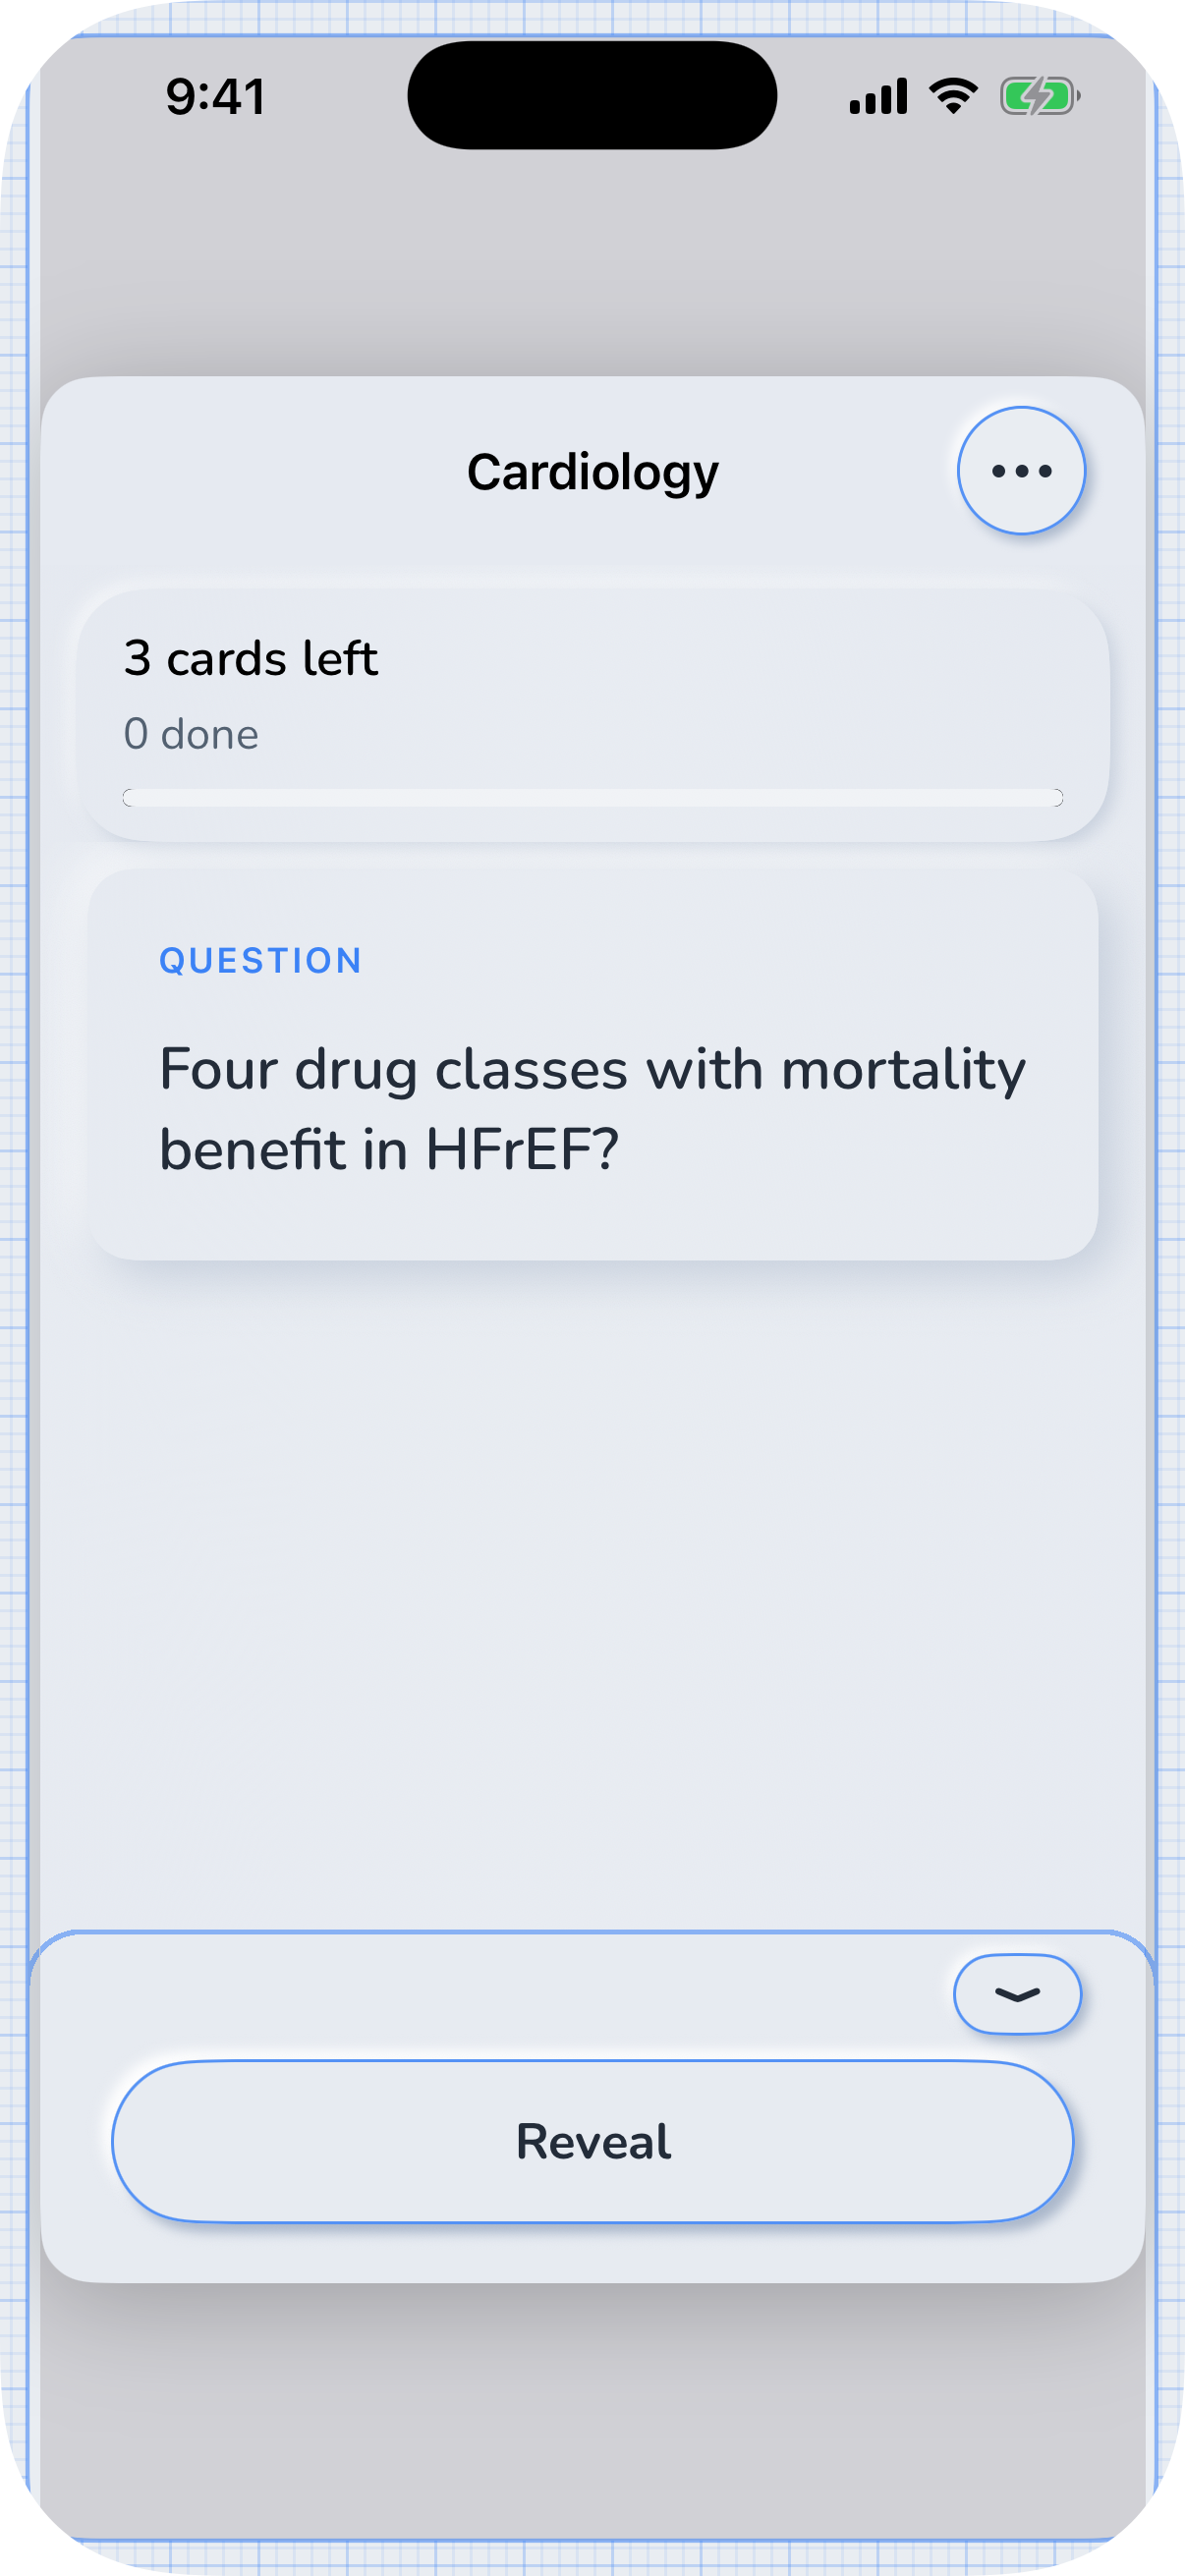 9:41
Cardiology
3 cards left
0 done
QUESTION
Four drug classes with mortality
benefit in HFrEF?
Reveal